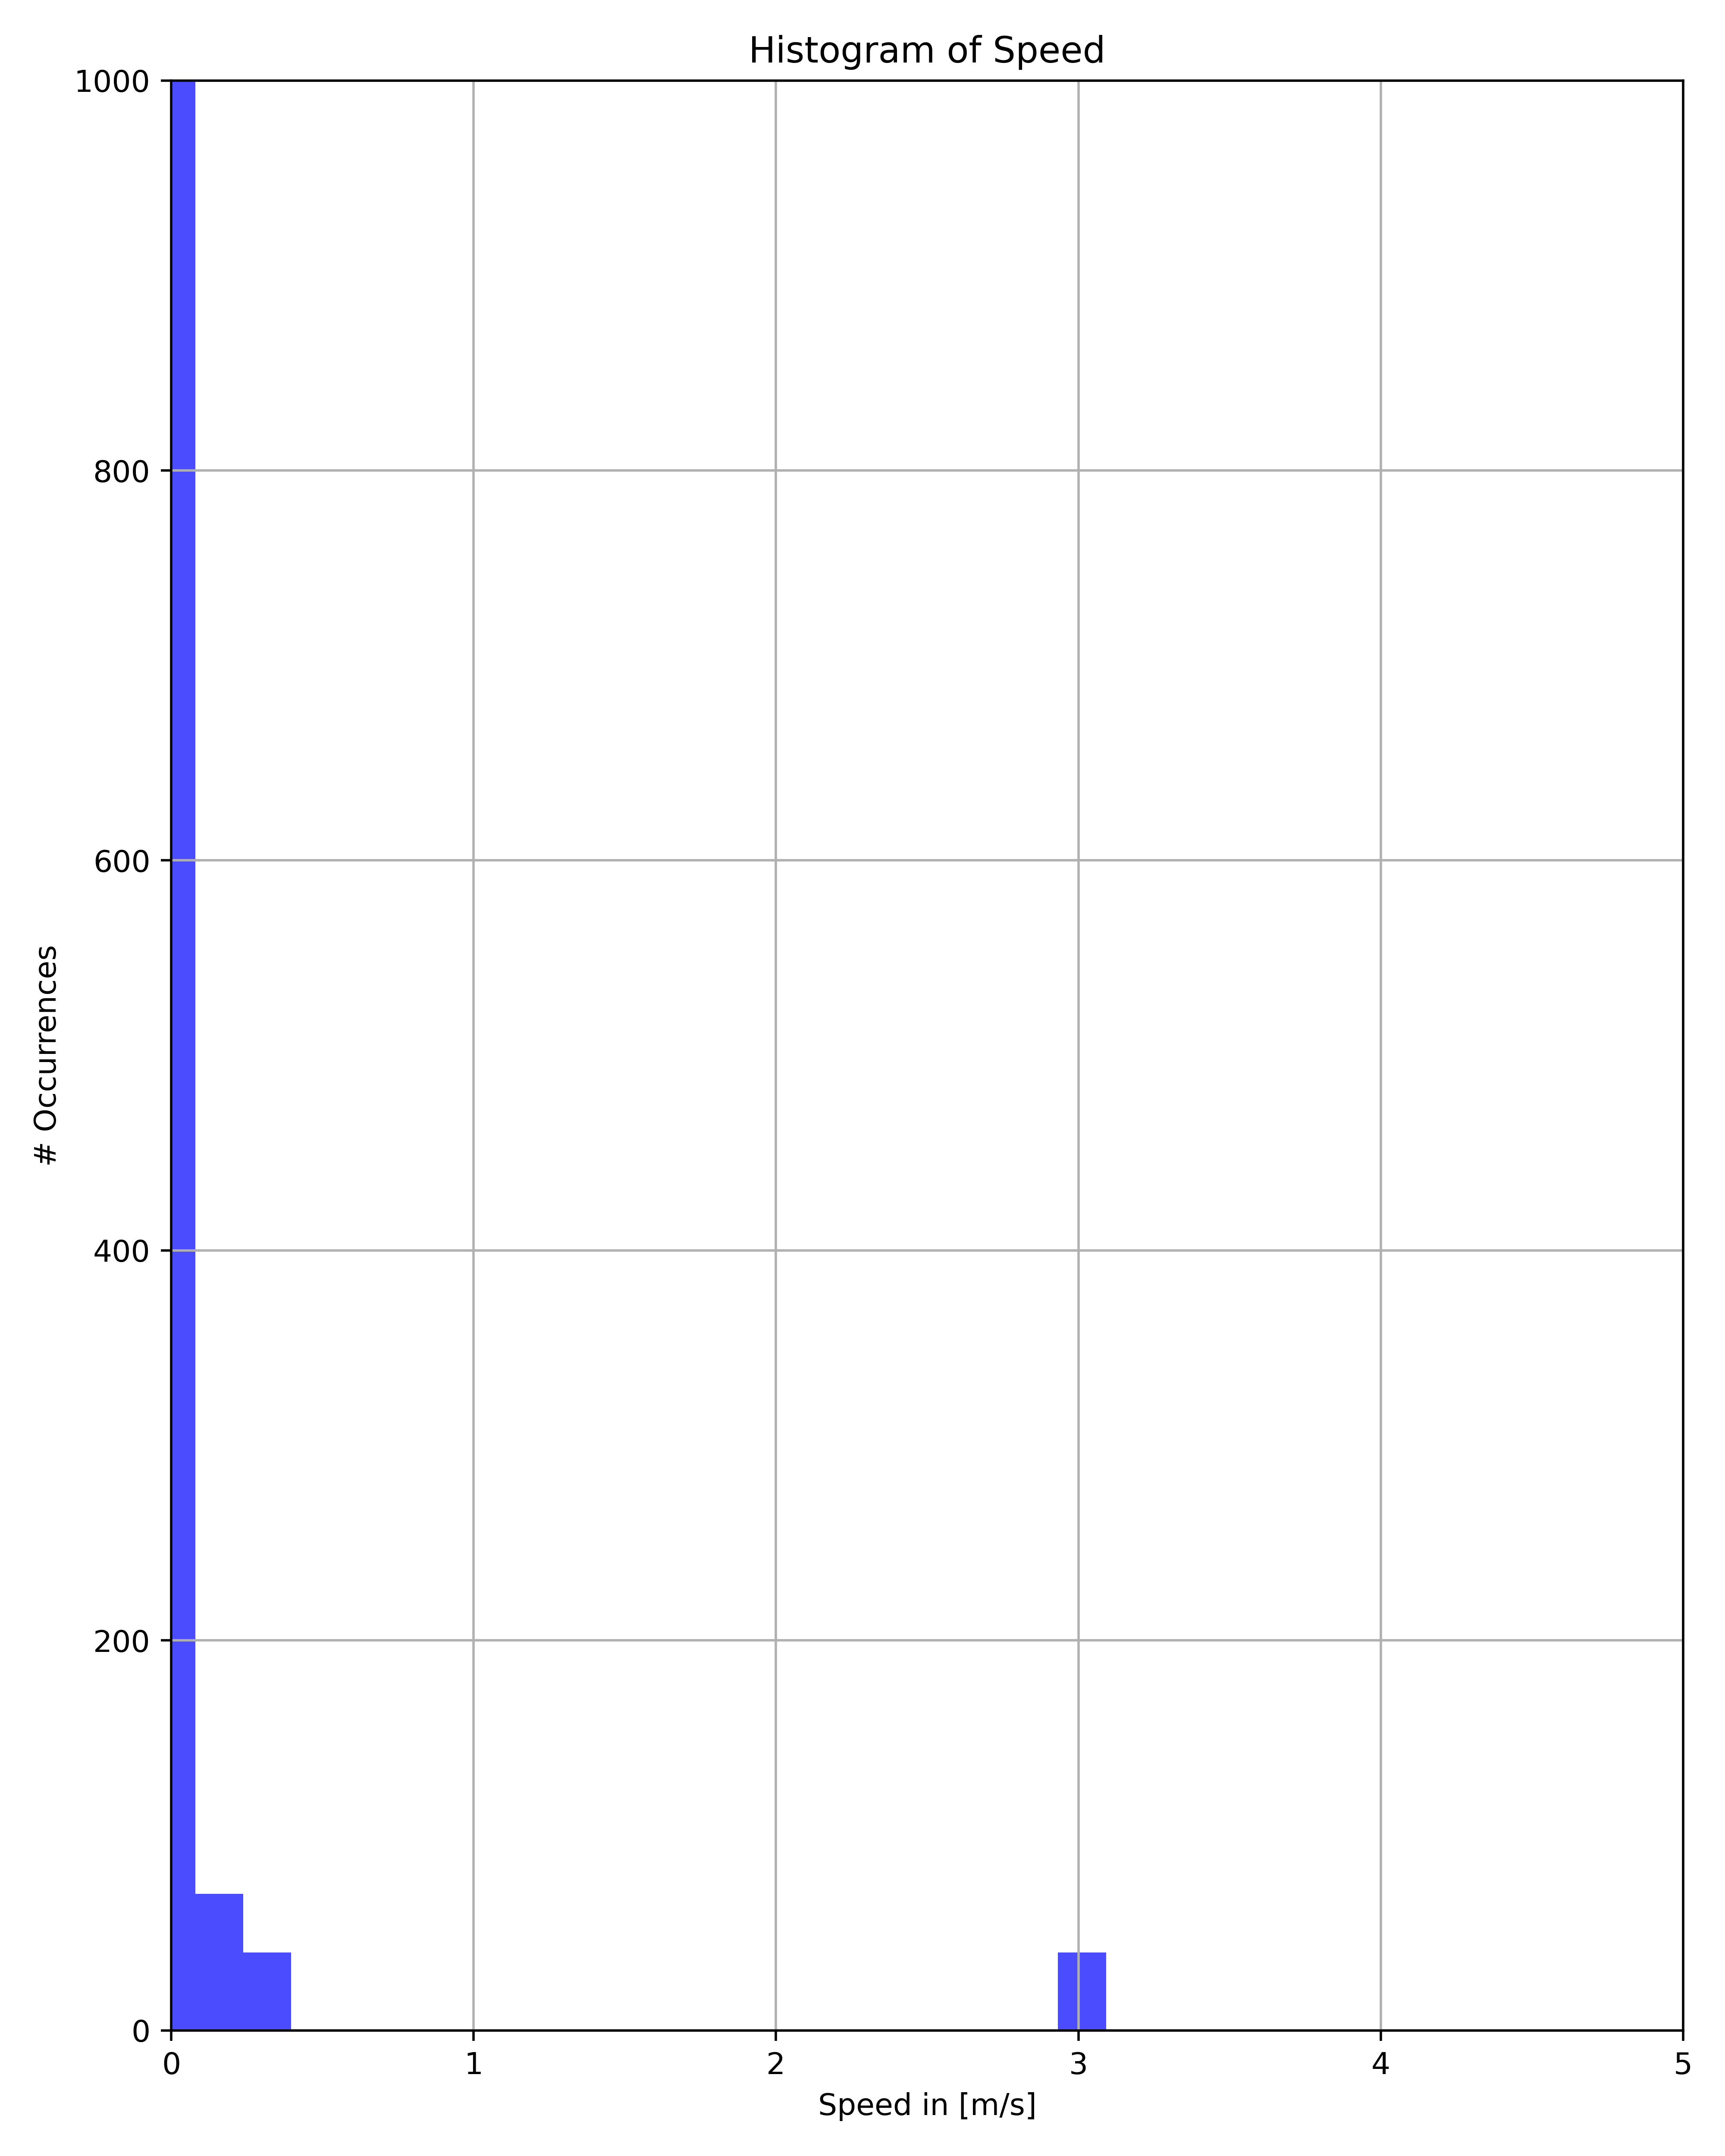 Histogram of Speed
1000
800
600
400
200
0
# Occurrences
0 1 2 3 4 5
Speed in [m/s]